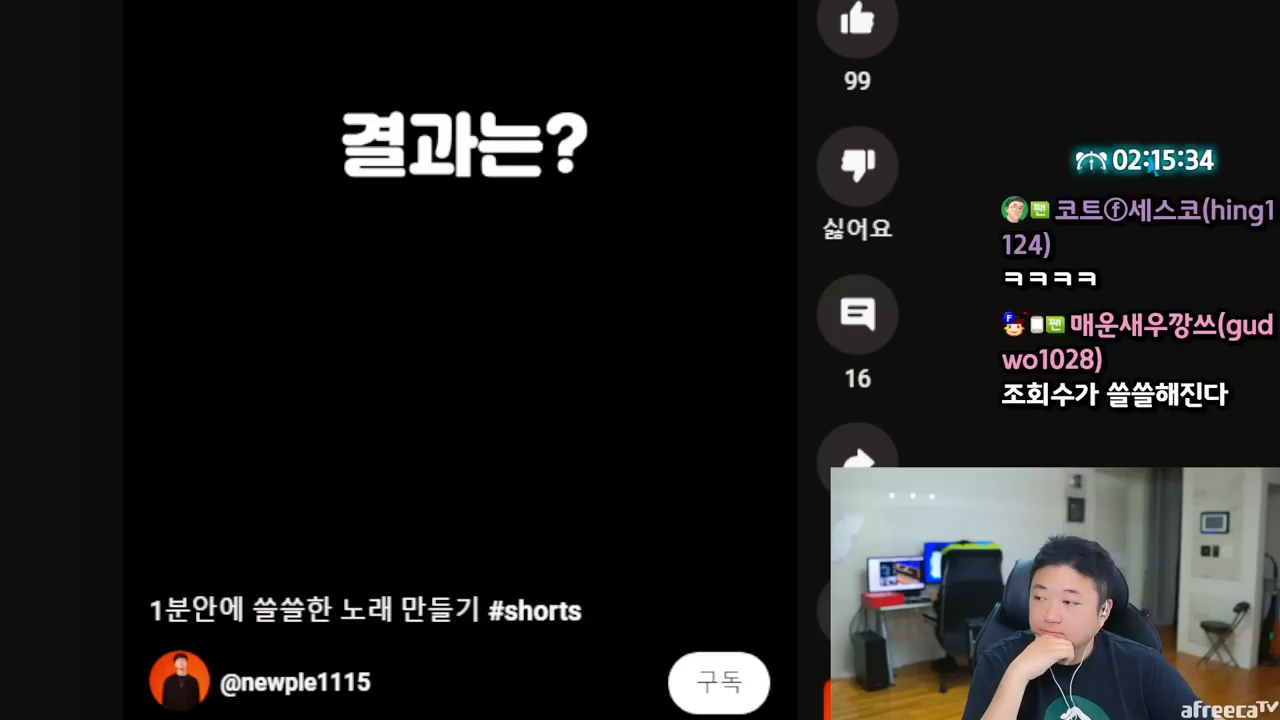 결과는?
99
싫어요
16
1분안에 쓸쓸한 노래 만들기 #shorts
@newple1115
구독
02:15:34
팬 코트ⓕ세스코(hing1
124)
ㅋㅋㅋㅋ
F 팬 매운새우깡쓰(gud
wo1028)
조회수가 쓸쓸해진다
afreecaTV